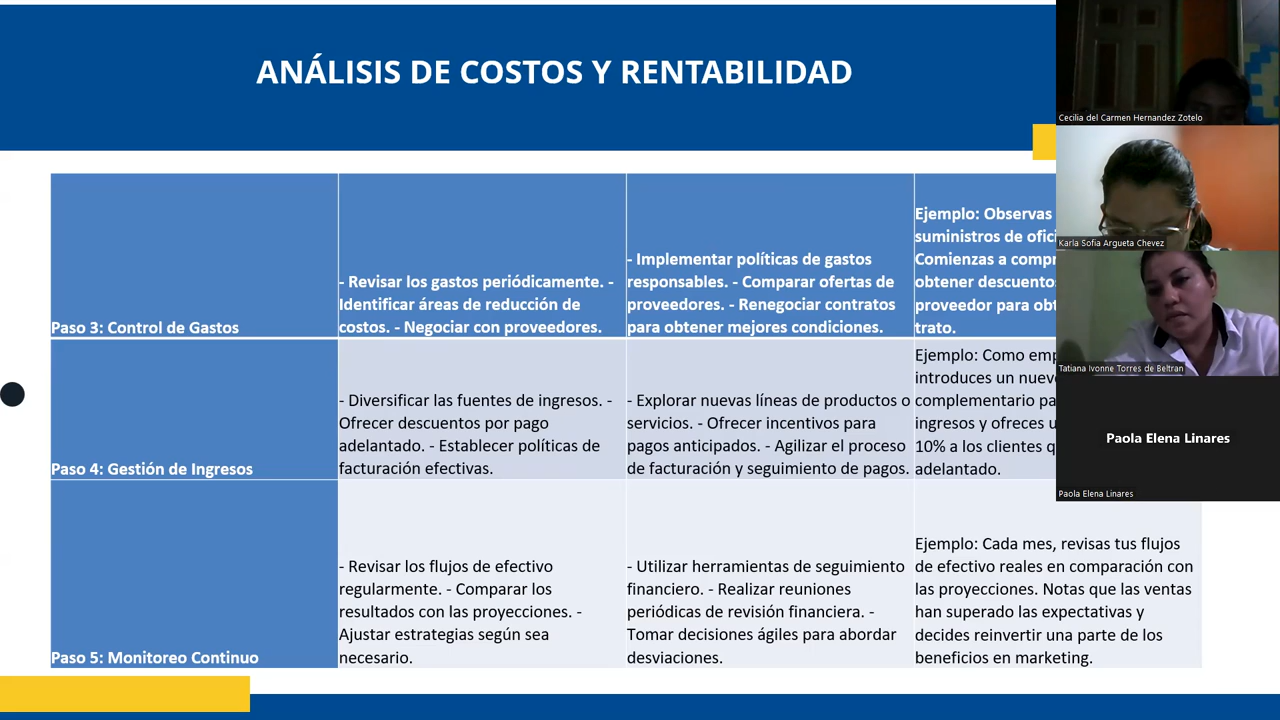 ANÁLISIS DE COSTOS Y RENTABILIDAD
Paso 3: Control de Gastos
- Revisar los gastos periódicamente. -
Identificar áreas de reducción de
costos. - Negociar con proveedores.
- Implementar políticas de gastos
responsables. - Comparar ofertas de
proveedores. - Renegociar contratos
para obtener mejores condiciones.
Ejemplo: Observas
suministros de
Comienzas a
obtener
proveedor para
trato.
Paso 4: Gestión de Ingresos
- Diversificar las fuentes de ingresos. -
Ofrecer descuentos por pago
adelantado. - Establecer políticas de
facturación efectivas.
- Explorar nuevas líneas de productos o
servicios. - Ofrecer incentivos para
pagos anticipados. - Agilizar el proceso
de facturación y seguimiento de pagos.
Ejemplo: Como
introduces un
complementario
ingresos y ofreces
10% a los clientes
adelantado.
Paso 5: Monitoreo Continuo
- Revisar los flujos de efectivo
regularmente. - Comparar los
resultados con las proyecciones. -
Ajustar estrategias según sea
necesario.
- Utilizar herramientas de seguimiento
financiero. - Realizar reuniones
periódicas de revisión financiera. -
Tomar decisiones ágiles para abordar
desviaciones.
Ejemplo: Cada mes, revisas tus flujos
de efectivo reales en comparación con
las proyecciones. Notas que las ventas
han superado las expectativas y
decides reinvertir una parte de los
beneficios en marketing.
Cecilia del Carmen Hernandez Zotelo
Karla Sofia Argueta Chevez
Tatiana Ivonne Torres de Beltran
Paola Elena Linares
Paola Elena Linares